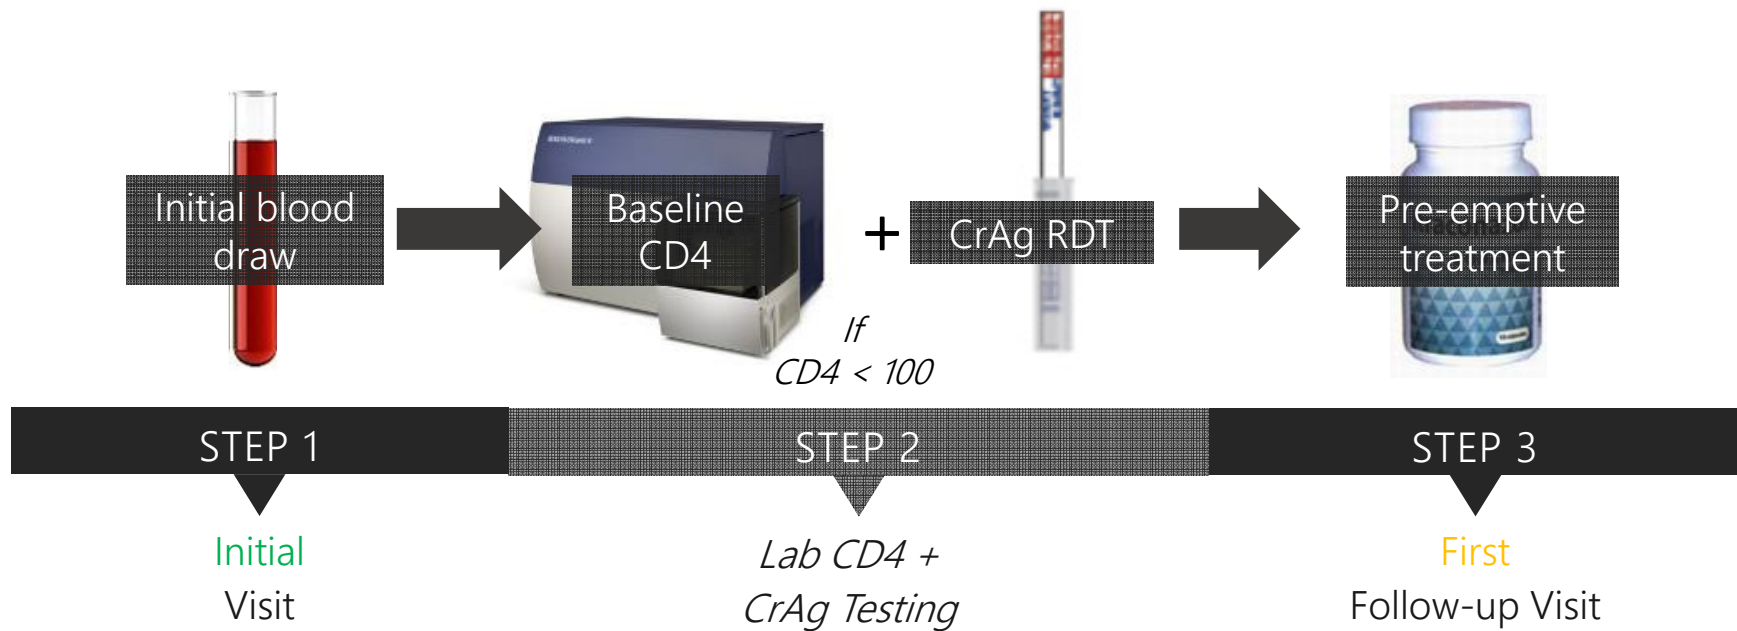 Initial blood
draw
Baseline
CD4
+
CrAg RDT
Pre-emptive
treatment
If
CD4 < 100
STEP 1
STEP 2
STEP 3
Initial
Visit
Lab CD4 +
CrAg Testing
First
Follow-up Visit